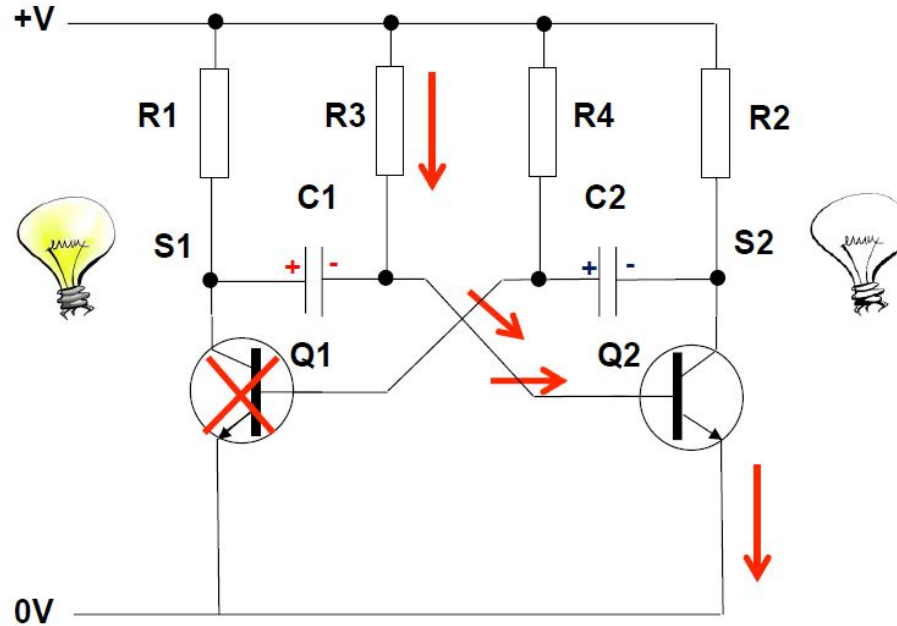 +V
R1 R3 R4 R2
C1 C2
S1 S2
+ - + -
Q1 Q2
0V